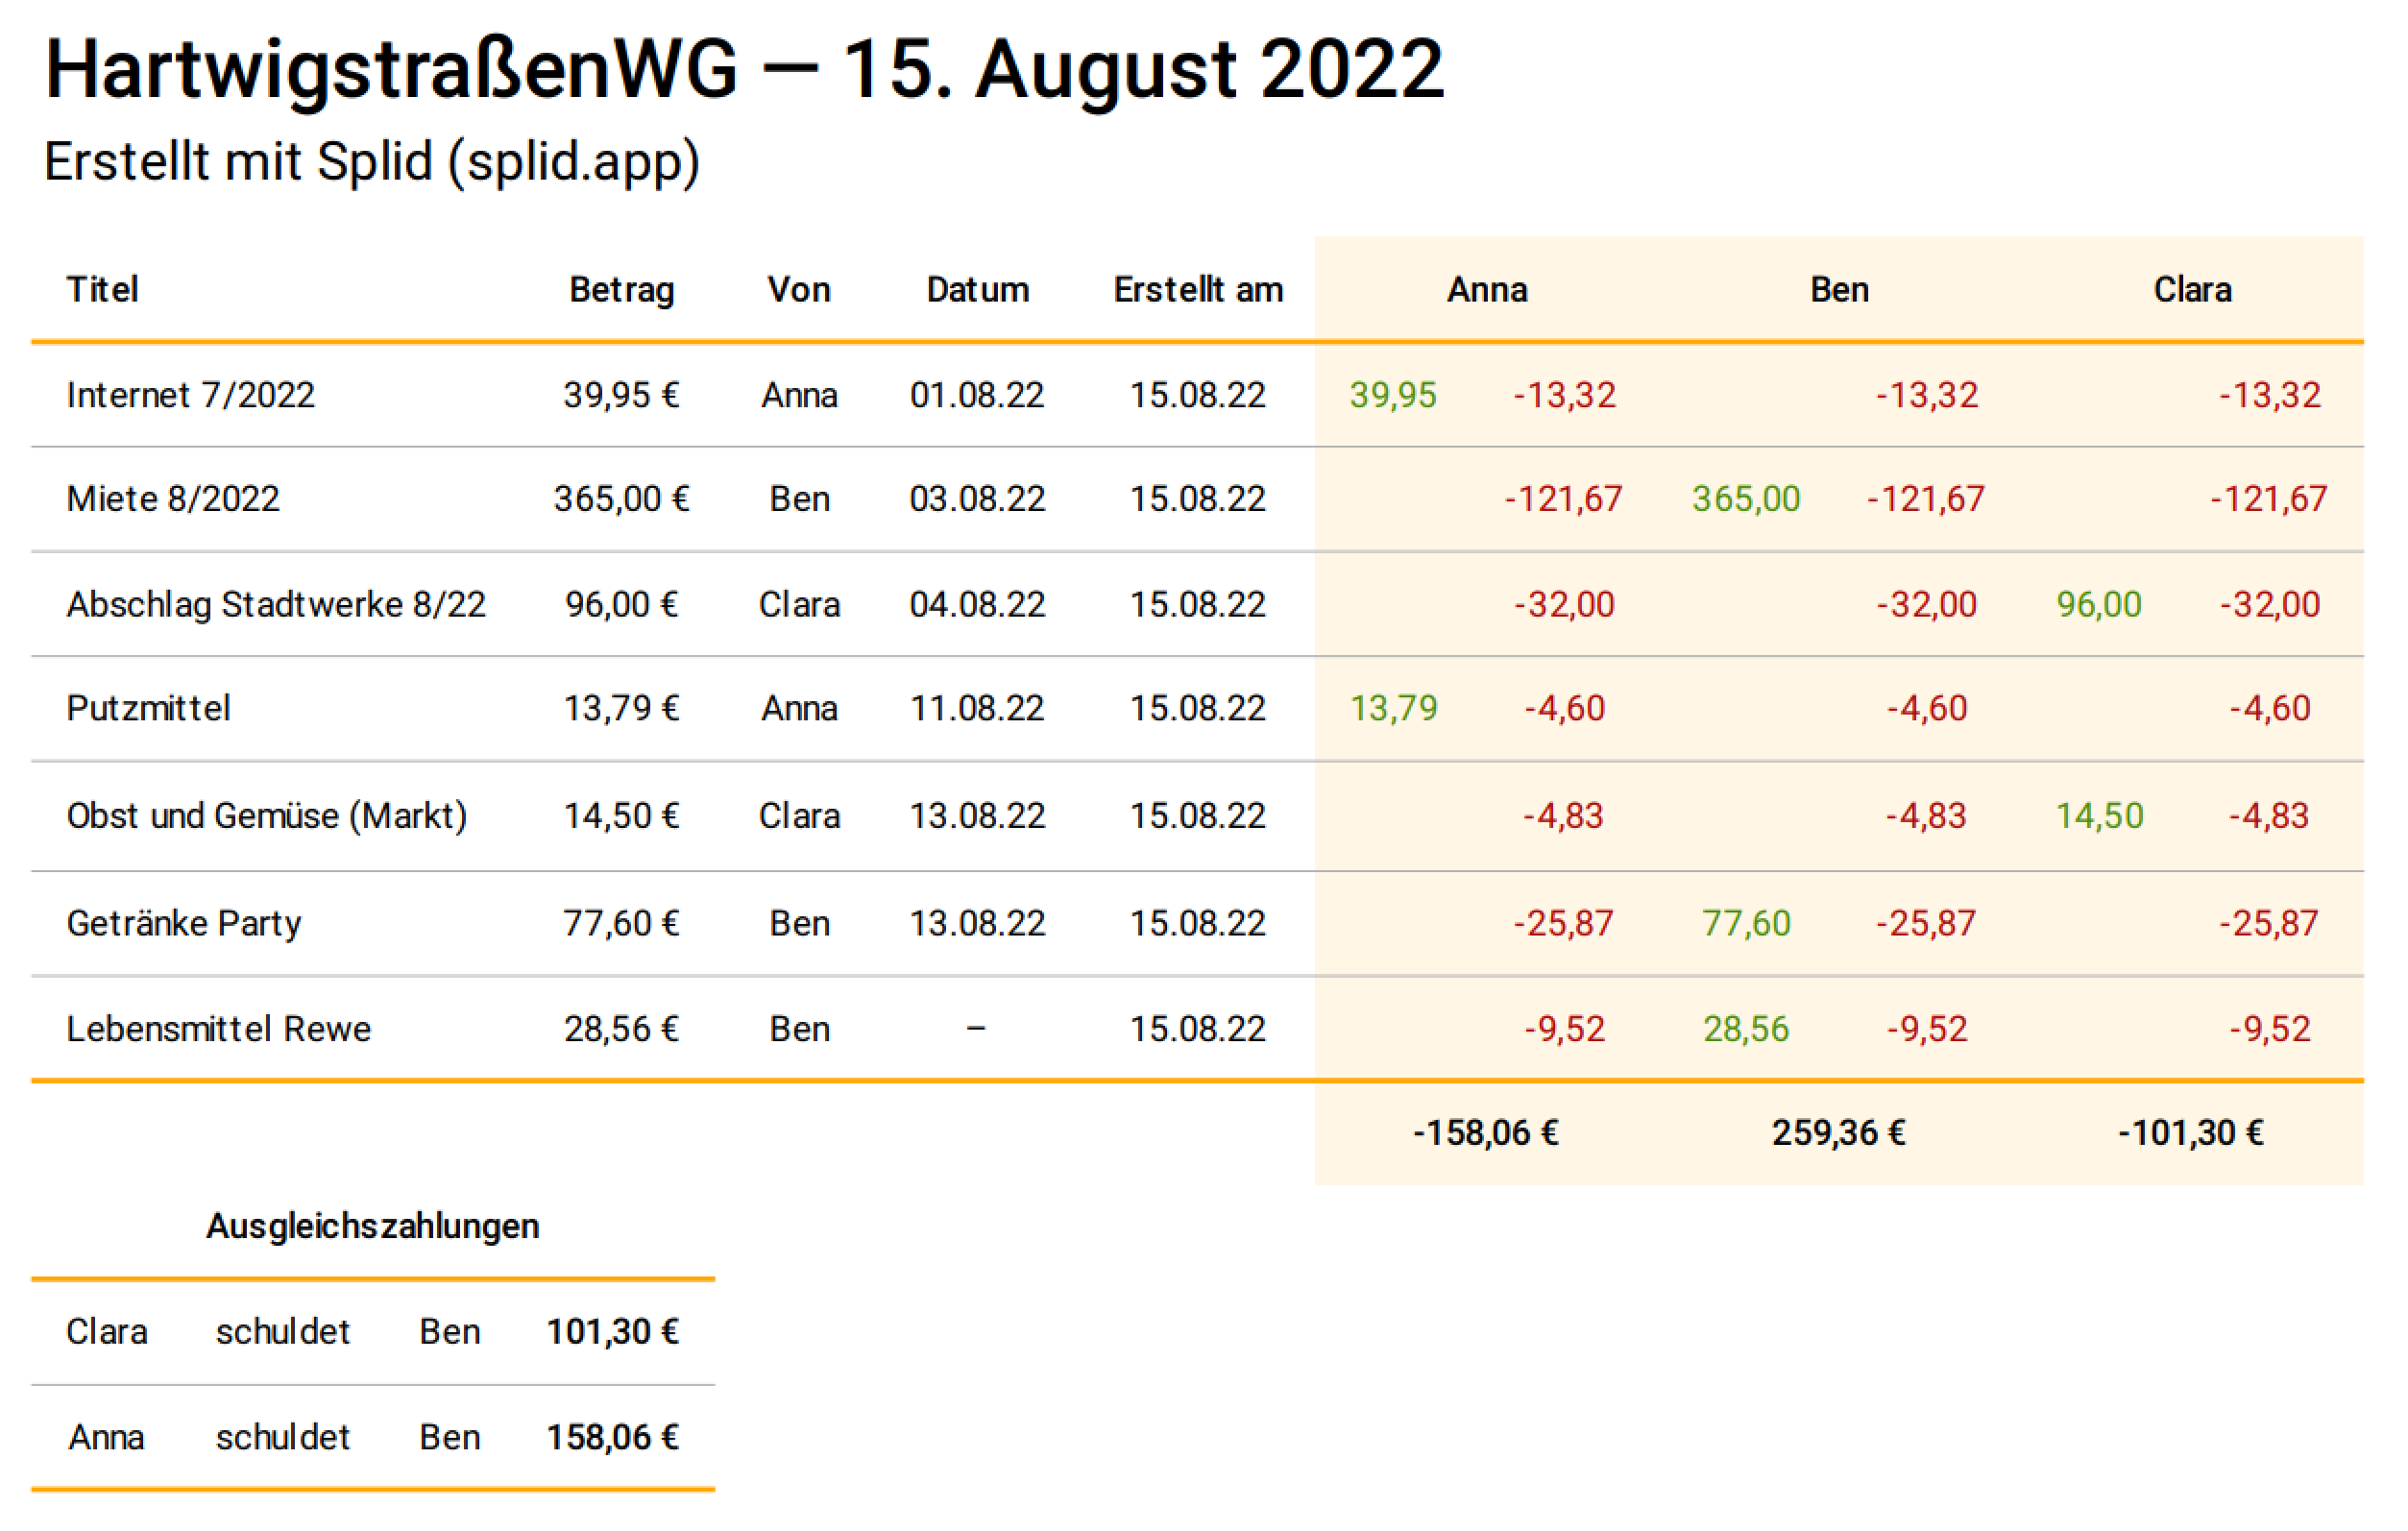 HartwigstraßenWG — 15. August 2022
Erstellt mit Splid (splid.app)
Titel Betrag Von Datum Erstellt am Anna Ben Clara
Internet 7/2022 39,95 € Anna 01.08.22 15.08.22 39,95 -13,32 -13,32 -13,32
Miete 8/2022 365,00 € Ben 03.08.22 15.08.22 -121,67 365,00 -121,67 -121,67
Abschlag Stadtwerke 8/22 96,00 € Clara 04.08.22 15.08.22 -32,00 -32,00 96,00 -32,00
Putzmittel 13,79 € Anna 11.08.22 15.08.22 13,79 -4,60 -4,60 -4,60
Obst und Gemüse (Markt) 14,50 € Clara 13.08.22 15.08.22 -4,83 -4,83 14,50 -4,83
Getränke Party 77,60 € Ben 13.08.22 15.08.22 -25,87 77,60 -25,87 -25,87
Lebensmittel Rewe 28,56 € Ben – 15.08.22 -9,52 28,56 -9,52 -9,52
-158,06 € 259,36 € -101,30 €
Ausgleichszahlungen
Clara schuldet Ben 101,30 €
Anna schuldet Ben 158,06 €